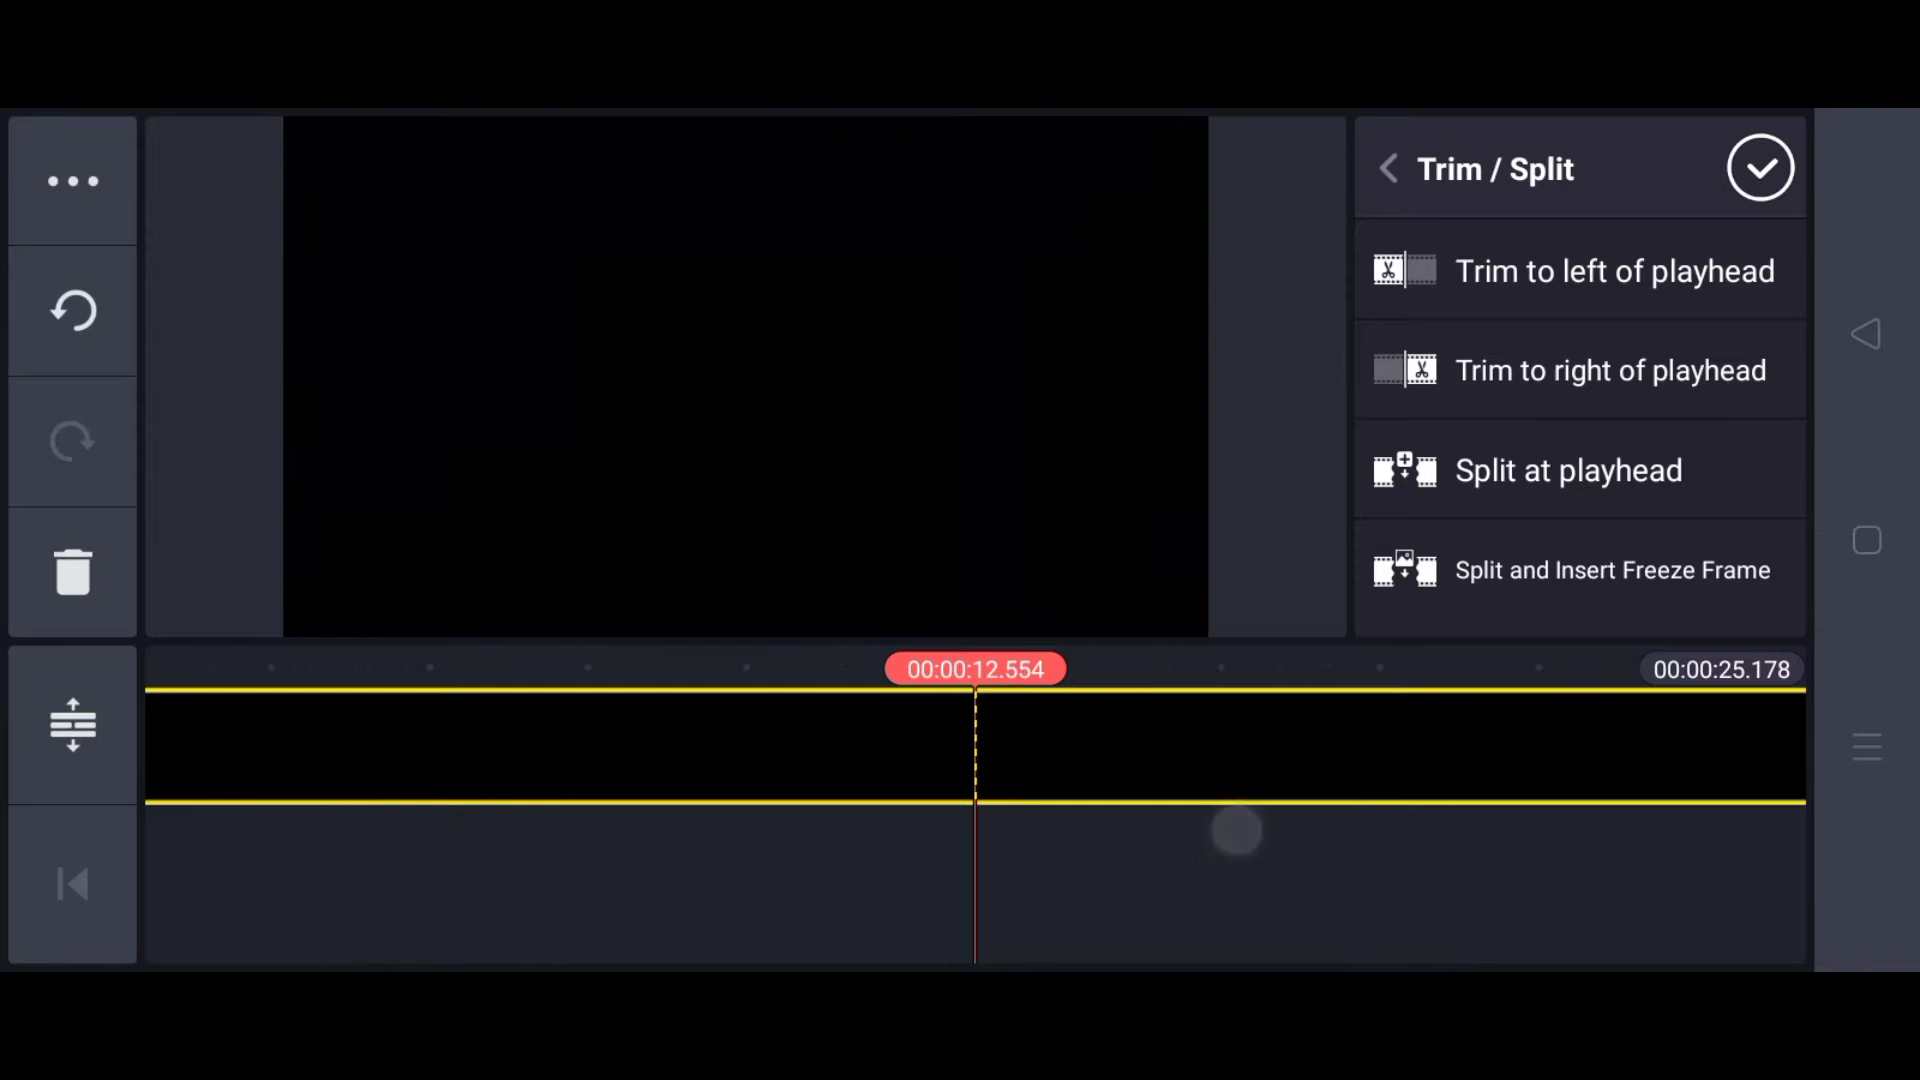 Trim / Split
Trim to left of playhead
Trim to right of playhead
Split at playhead
Split and Insert Freeze Frame
00:00:12.554
00:00:25.178